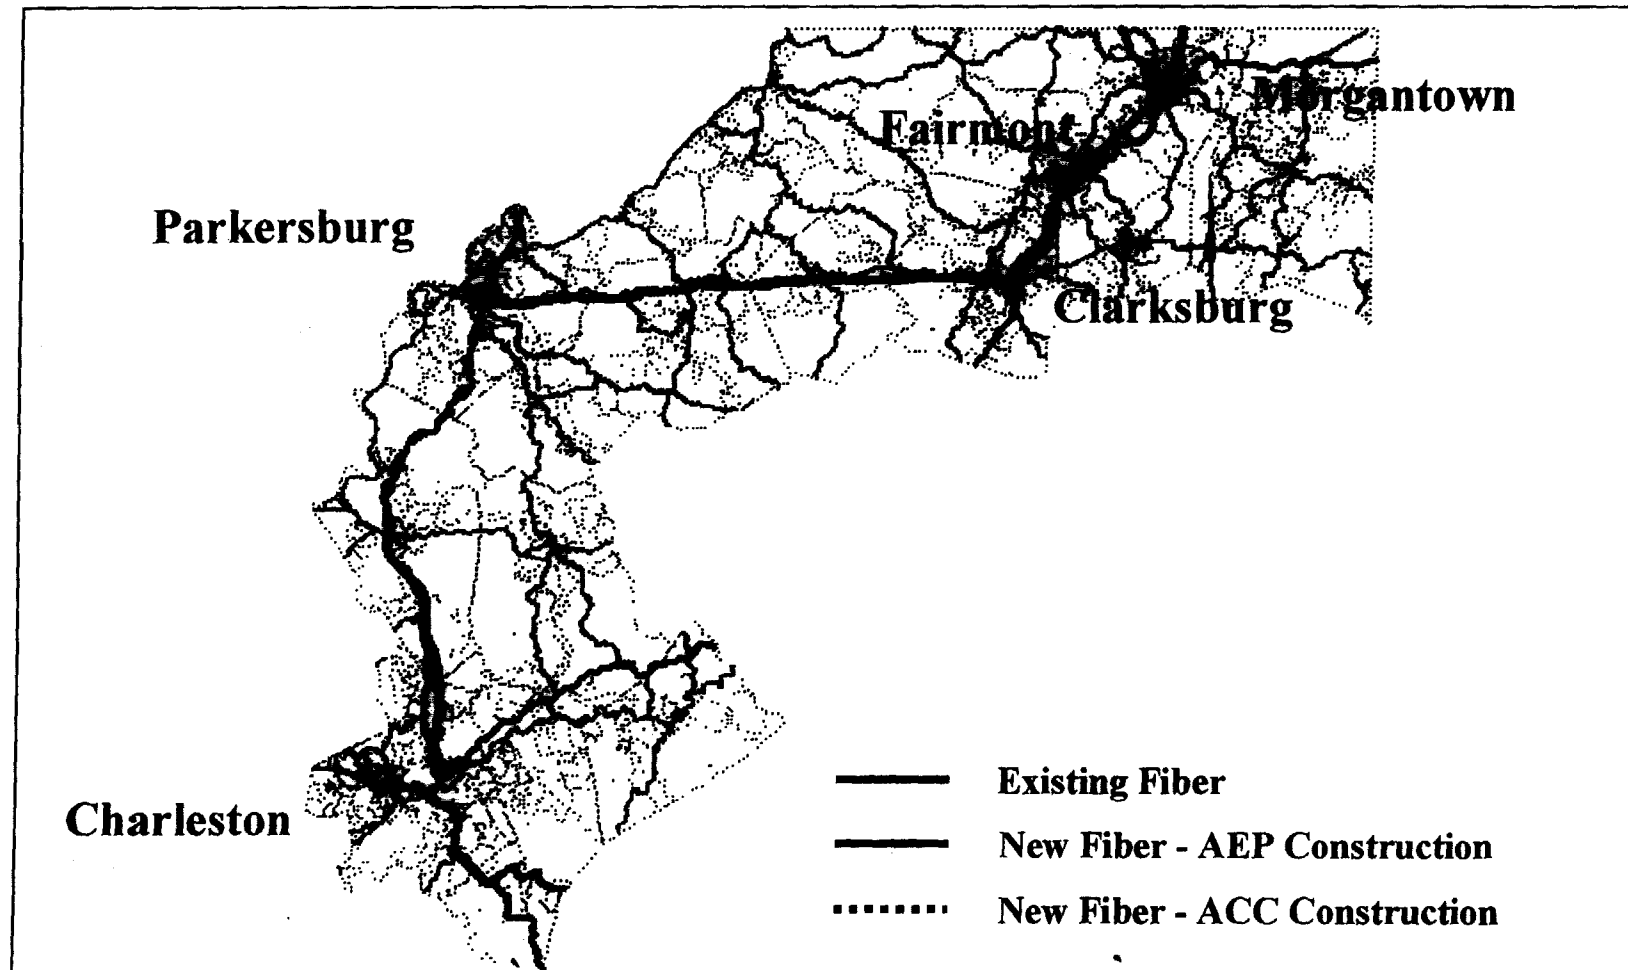 Morgantown
Fairmont
Parkersburg
Clarksburg
Charleston
Existing Fiber
New Fiber - AEP Construction
New Fiber - ACC Construction